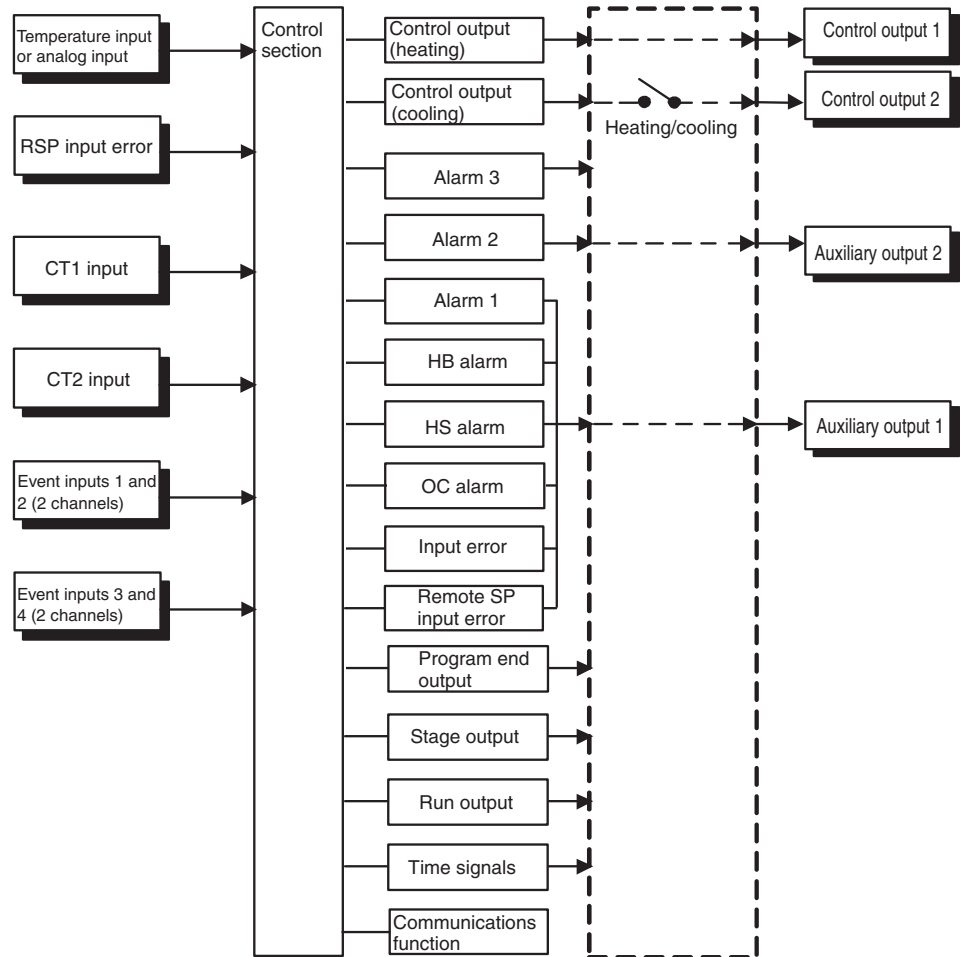 Temperature input
or analog input
RSP input error
CT1 input
CT2 input
Event inputs 1 and
2 (2 channels)
Event inputs 3 and
4 (2 channels)
Control
section
Control output
(heating)
Control output
(cooling)
Alarm 3
Alarm 2
Alarm 1
HB alarm
HS alarm
OC alarm
Input error
Remote SP
input error
Program end
output
Stage output
Run output
Time signals
Communications
function
Heating/cooling
Control output 1
Control output 2
Auxiliary output 2
Auxiliary output 1